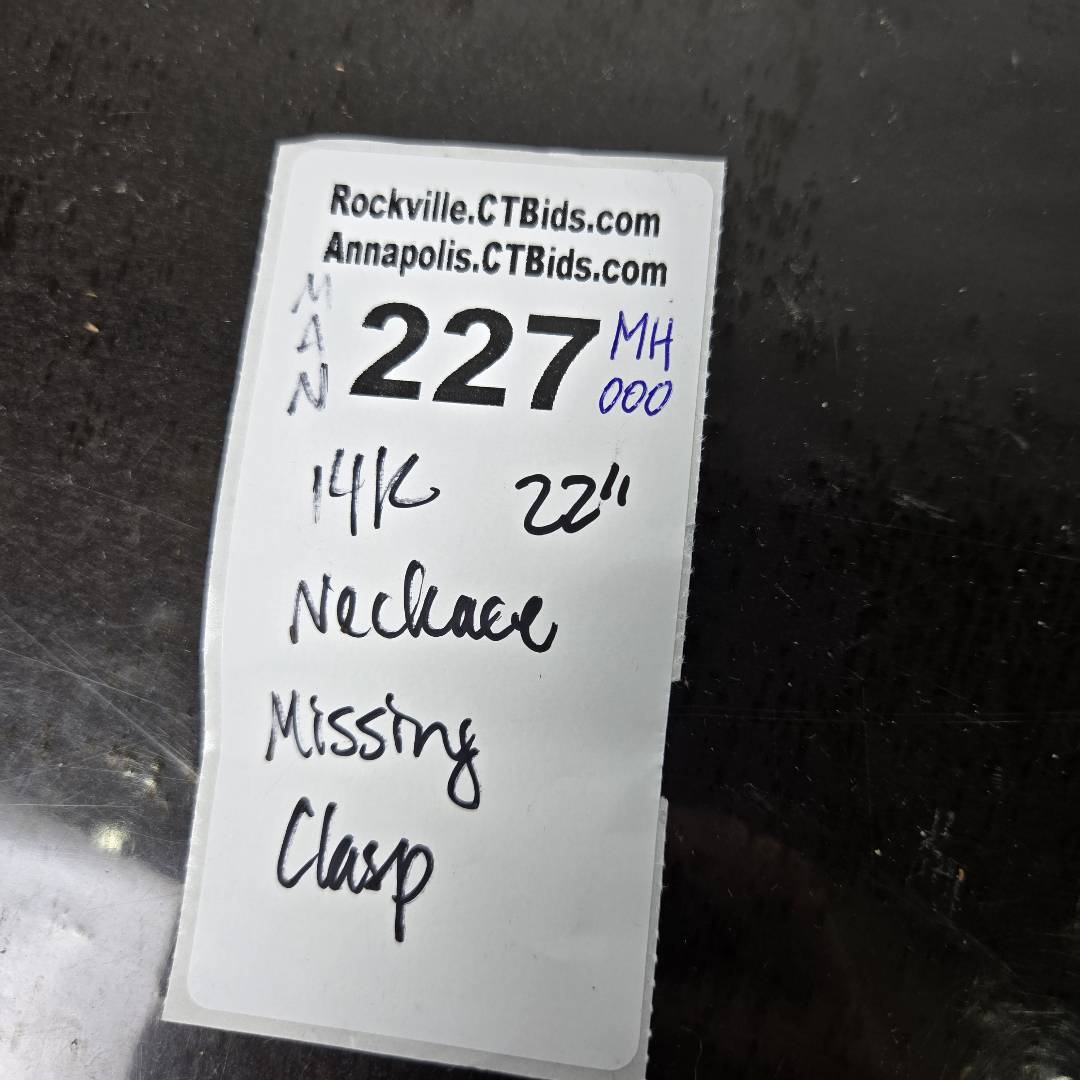 Rockville.CTBids.com
Annapolis.CTBids.com
MAN
227
MH
000
14K 22"
Neckace
Missing
Clasp